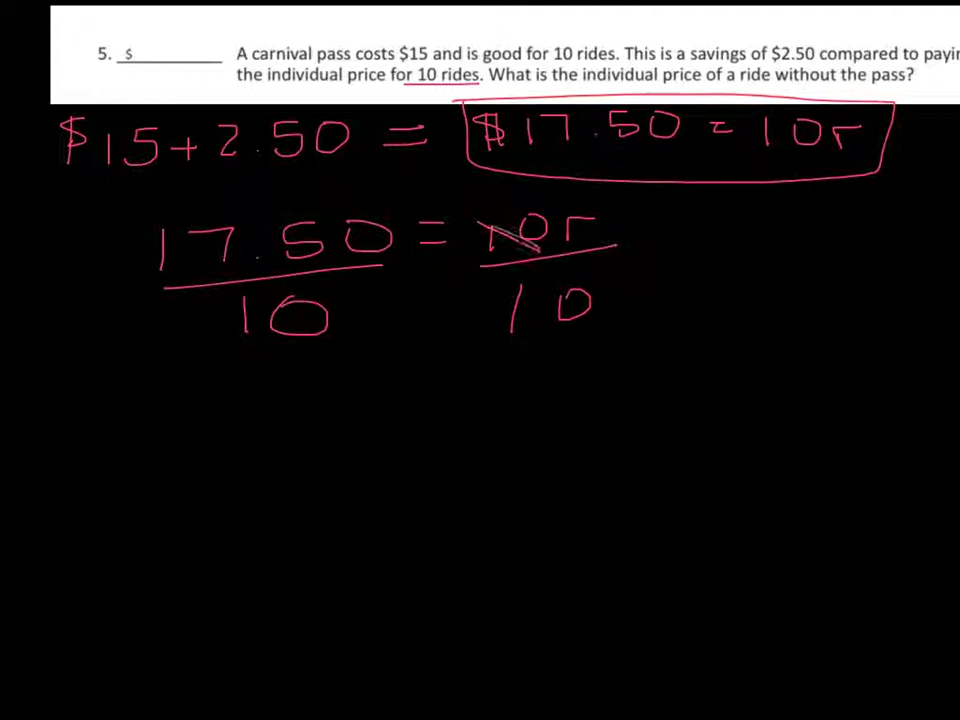 5. $ __________ A carnival pass costs $15 and is good for 10 rides. This is a savings of $2.50 compared to
the individual price for 10 rides. What is the individual price of a ride without the pass?
$15+2.50 = $17.50 = 10r
17.50 = 10r
10 10